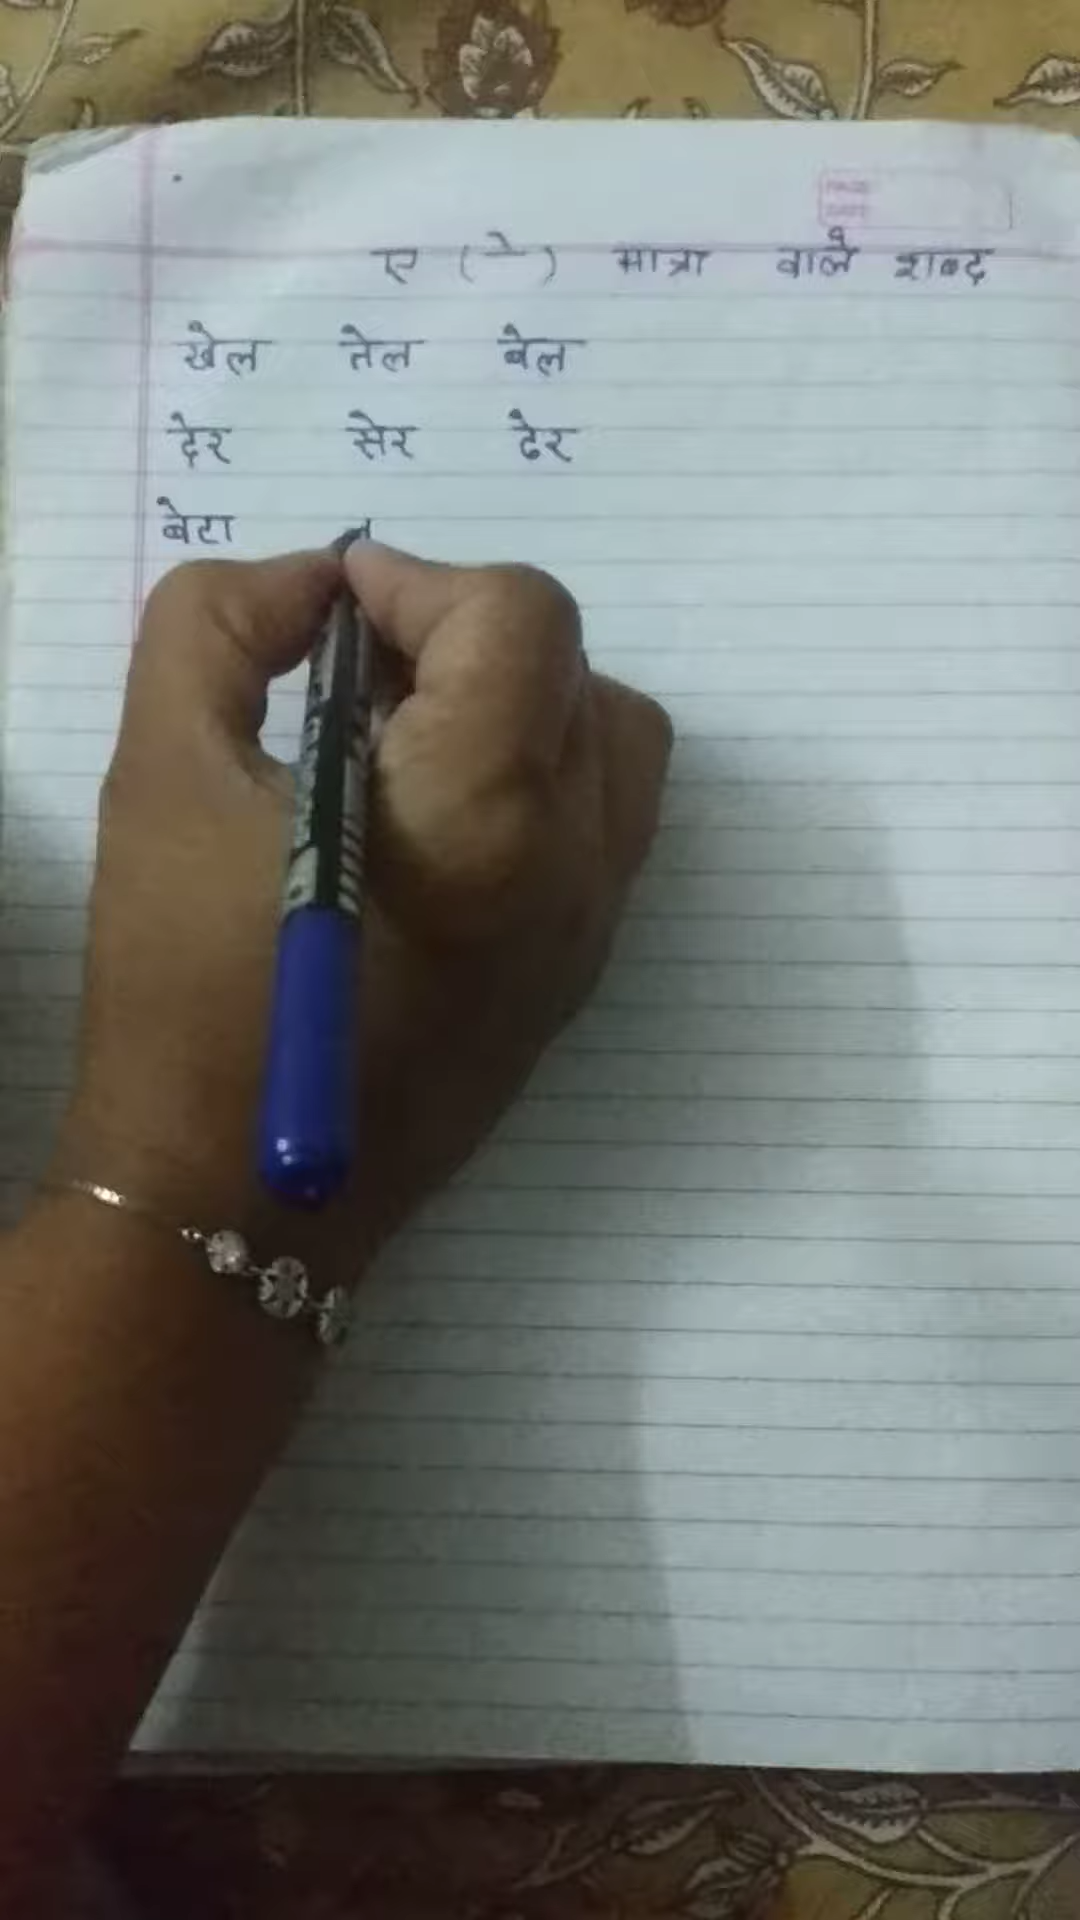 ए ( े ) मात्रा वाले शब्द
खेल तेल बेल
देर सेर ढेर
बेटा